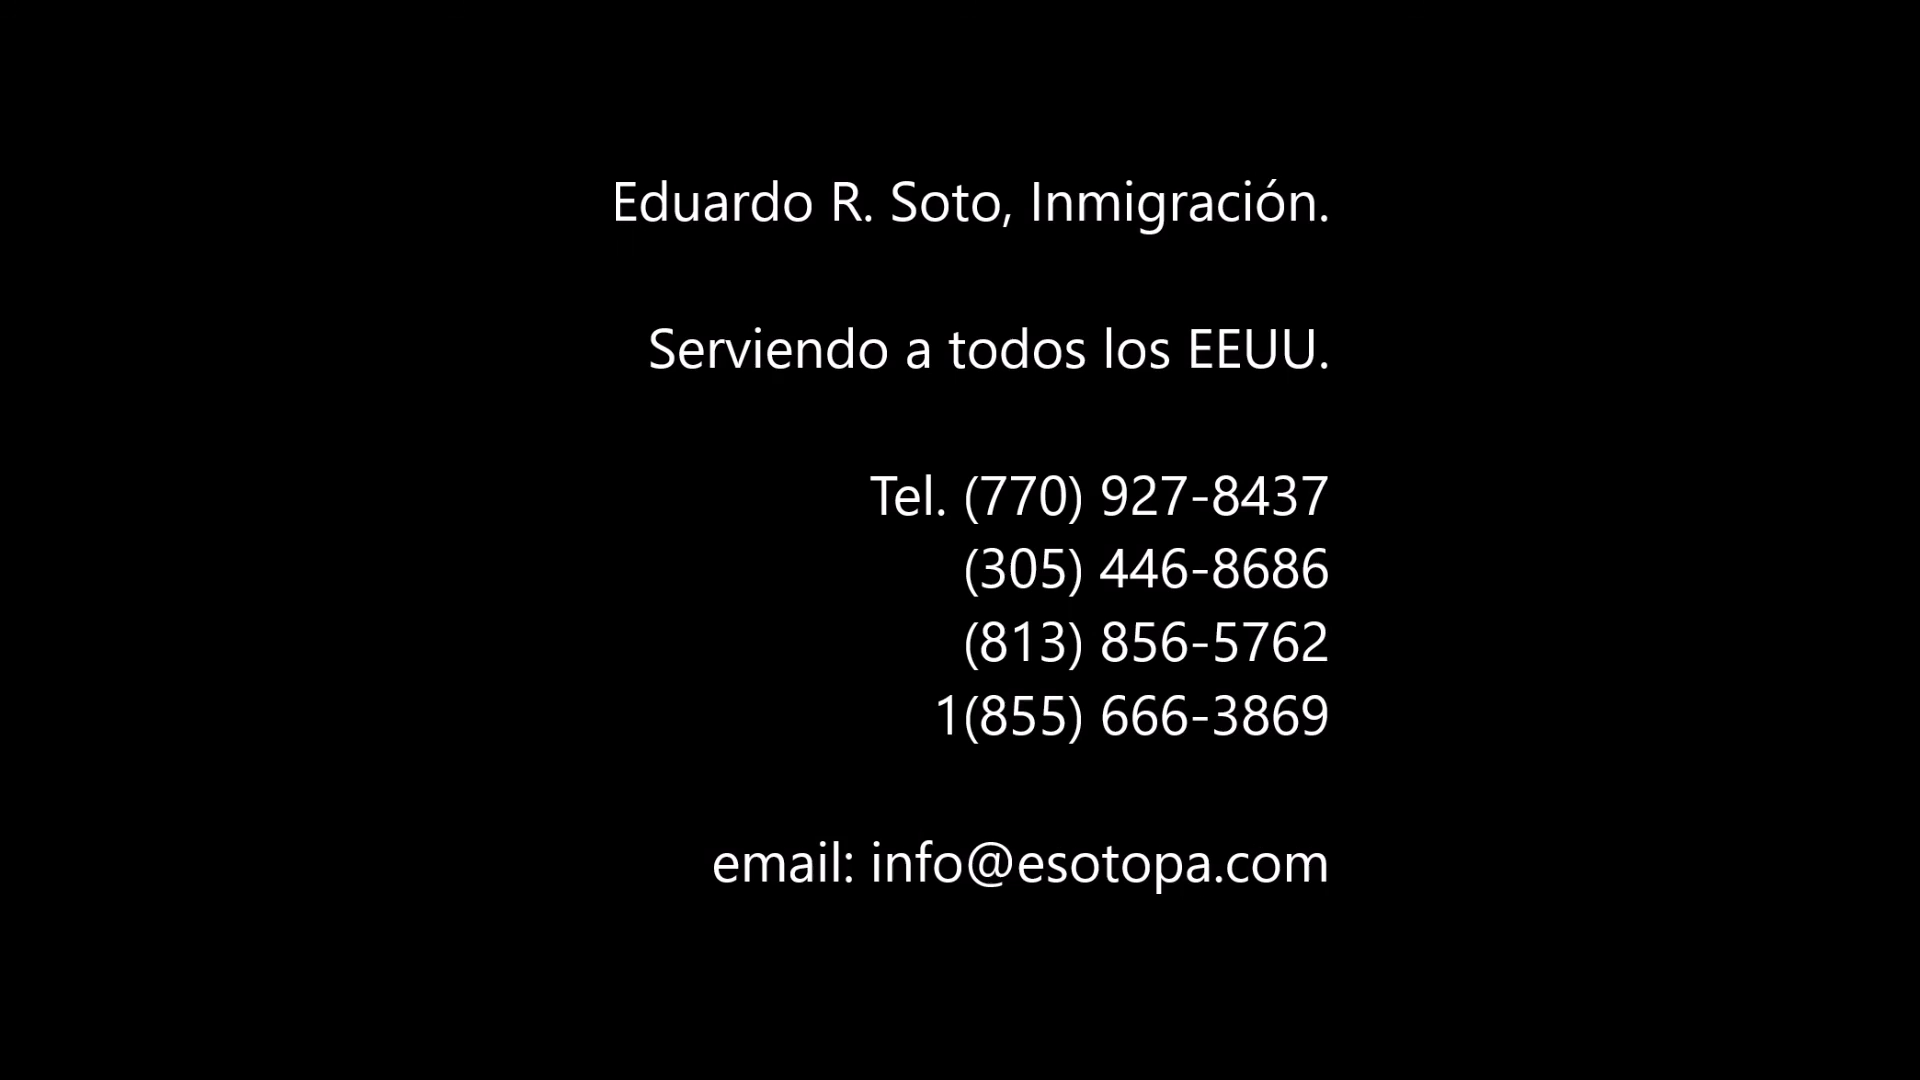 Eduardo R. Soto, Inmigración.
Serviendo a todos los EEUU.
Tel. (770) 927-8437
(305) 446-8686
(813) 856-5762
1(855) 666-3869
email: info@esotopa.com